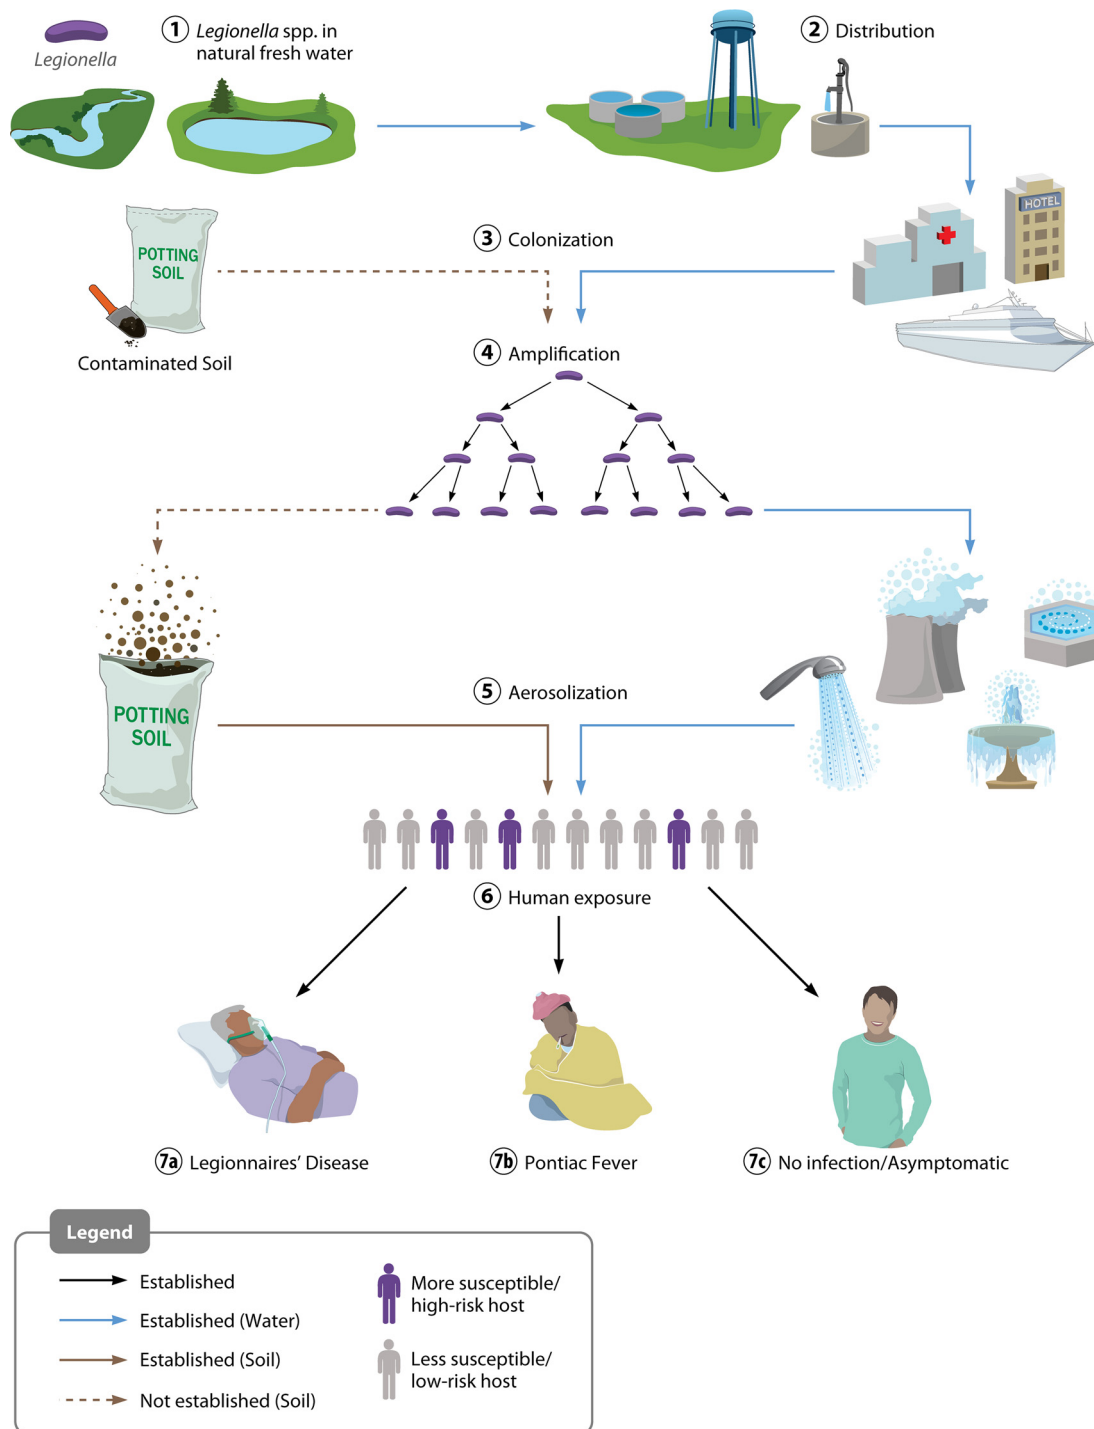 Legionella
1 Legionella spp. in
natural fresh water
2 Distribution
HOTEL
POTTING
SOIL
3 Colonization
Contaminated Soil
4 Amplification
POTTING
SOIL
5 Aerosolization
6 Human exposure
7a Legionnaires’ Disease
7b Pontiac Fever
7c No infection/Asymptomatic
Legend
Established
Established (Water)
Established (Soil)
Not established (Soil)
More susceptible/
high-risk host
Less susceptible/
low-risk host